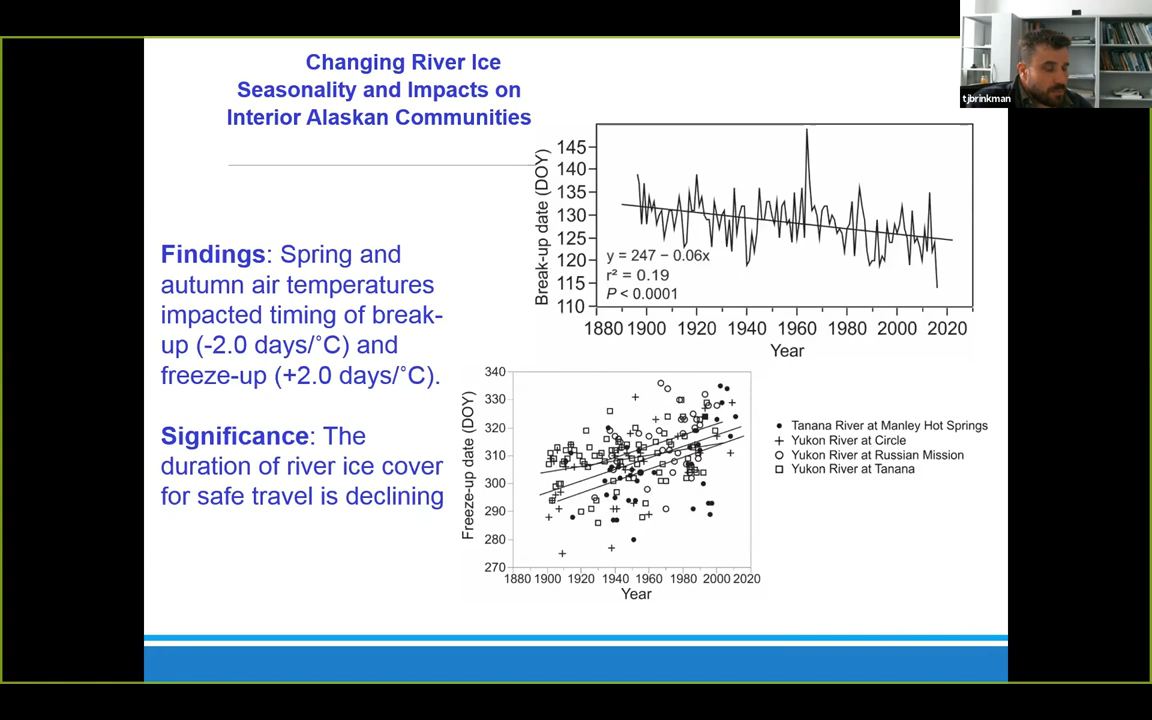 Changing River Ice
Seasonality and Impacts on
Interior Alaskan Communities
tjbrinkman
Findings: Spring and
autumn air temperatures
impacted timing of break-
up (-2.0 days/˚C) and
freeze-up (+2.0 days/˚C).
Significance: The
duration of river ice cover
for safe travel is declining
Break-up date (DOY)
145
140
135
130
125
120
115
110
y = 247 – 0.06x
r² = 0.19
P < 0.0001
1880 1900 1920 1940 1960 1980 2000 2020
Year
Freeze-up date (DOY)
340
330
320
310
300
290
280
270
1880 1900 1920 1940 1960 1980 2000 2020
Year
Tanana River at Manley Hot Springs
Yukon River at Circle
Yukon River at Russian Mission
Yukon River at Tanana